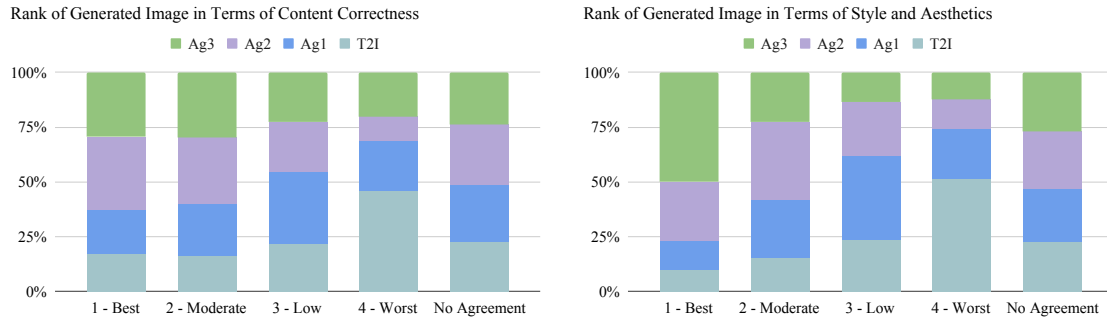 Rank of Generated Image in Terms of Content Correctness
Ag3 Ag2 Ag1 T2I
100%
75%
50%
25%
0%
1 - Best 2 - Moderate 3 - Low 4 - Worst No Agreement
Rank of Generated Image in Terms of Style and Aesthetics
Ag3 Ag2 Ag1 T2I
100%
75%
50%
25%
0%
1 - Best 2 - Moderate 3 - Low 4 - Worst No Agreement